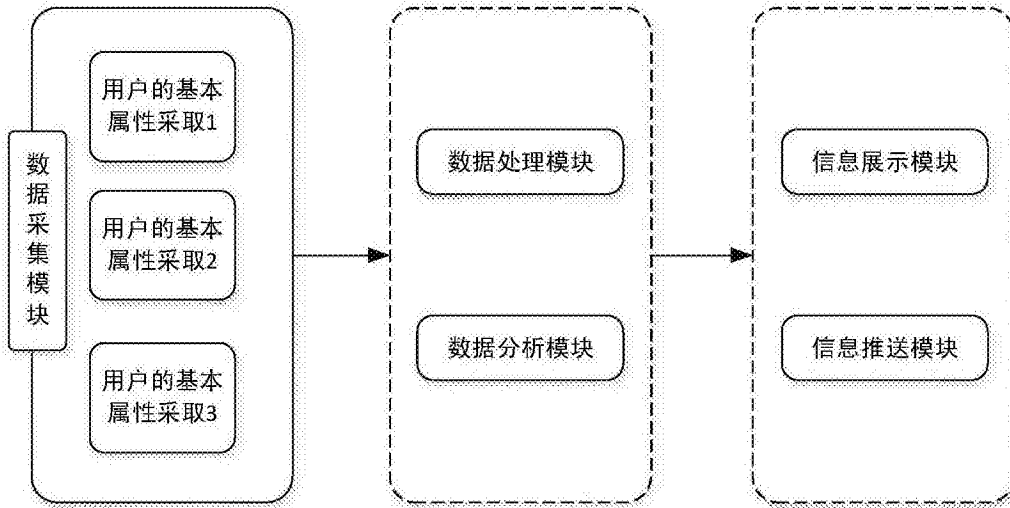 数据采集模块
用户的基本
属性采取1
用户的基本
属性采取2
用户的基本
属性采取3
数据处理模块
数据分析模块
信息展示模块
信息推送模块